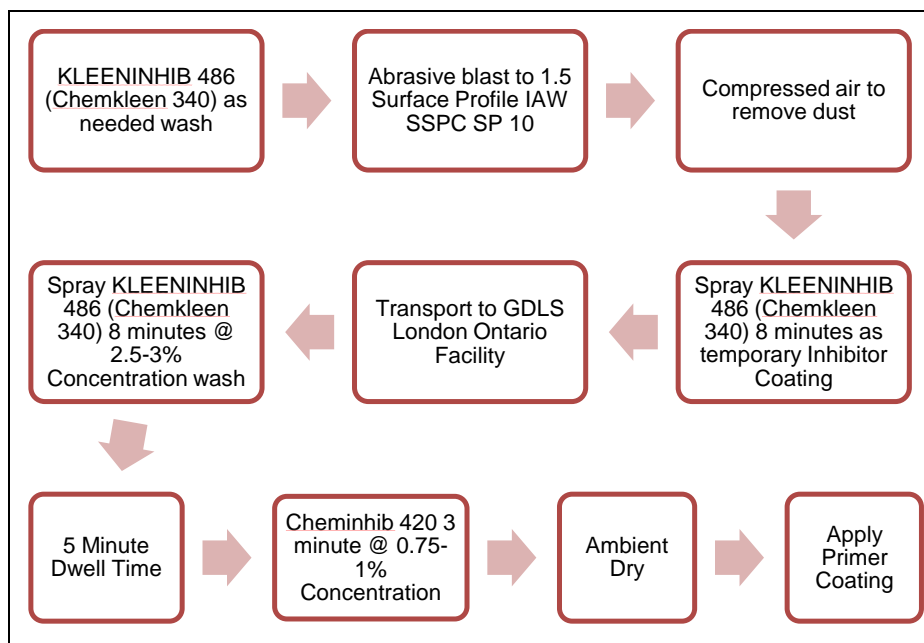 KLEENINHIB 486
(Chemkleen 340) as
needed wash
Abrasive blast to 1.5
Surface Profile IAW
SSPC SP 10
Compressed air to
remove dust
Spray KLEENINHIB
486 (Chemkleen
340) 8 minutes as
temporary Inhibitor
Coating
Transport to GDLS
London Ontario
Facility
Spray KLEENINHIB
486 (Chemkleen
340) 8 minutes @
2.5-3%
Concentration wash
5 Minute
Dwell Time
Cheminhib 420 3
minute @ 0.75-
1%
Concentration
Ambient
Dry
Apply
Primer
Coating